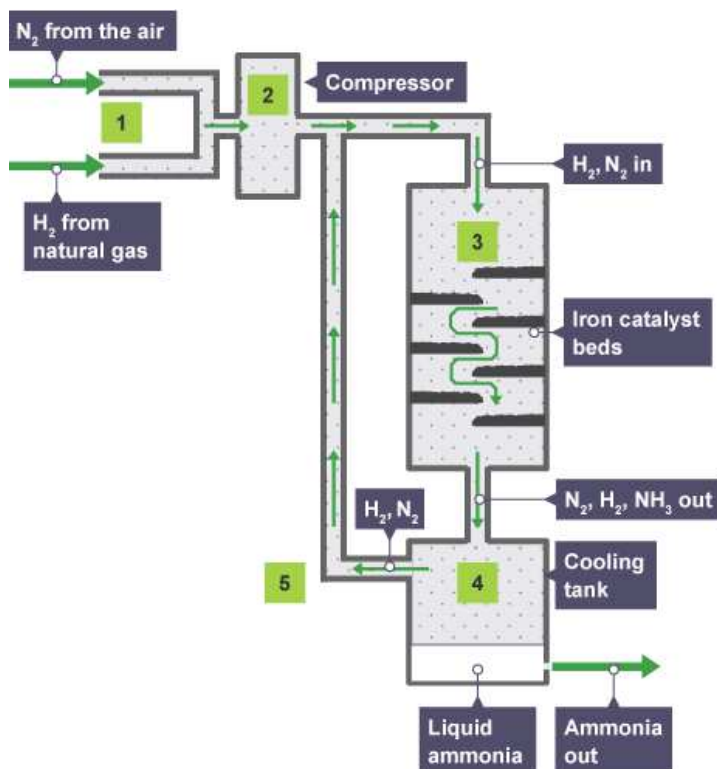 N₂ from the air
1
H₂ from
natural gas
2
Compressor
H₂, N₂ in
3
Iron catalyst
beds
N₂, H₂, NH₃ out
H₂, N₂
5
4
Cooling
tank
Liquid
ammonia
Ammonia
out